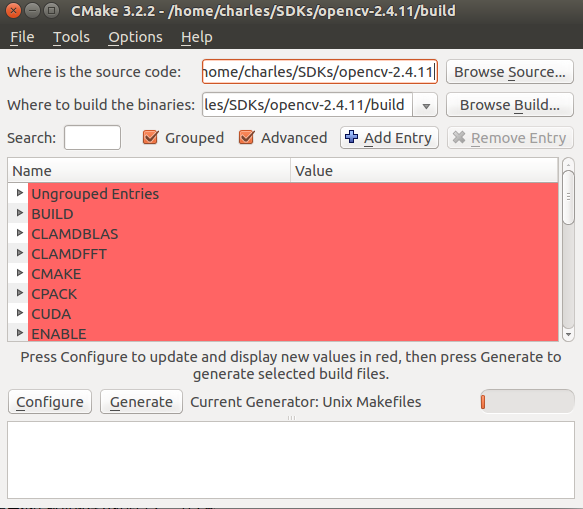 CMake 3.2.2 - /home/charles/SDKs/opencv-2.4.11/build
File Tools Options Help
Where is the source code: home/charles/SDKs/opencv-2.4.11 Browse Source...
Where to build the binaries: les/SDKs/opencv-2.4.11/build Browse Build...
Search: Grouped Advanced Add Entry Remove Entry
Name Value
Ungrouped Entries
BUILD
CLAMDBLAS
CLAMDFFT
CMAKE
CPACK
CUDA
ENABLE
Press Configure to update and display new values in red, then press Generate to
generate selected build files.
Configure Generate Current Generator: Unix Makefiles